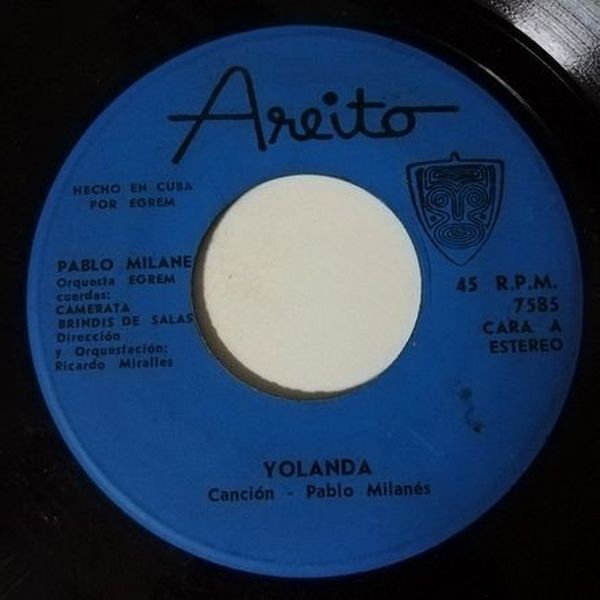 Areito
HECHO EN CUBA
POR EGREM
PABLO MILANE
Orquesta EGREM
cuerdas:
CAMERATA
BRINDIS DE SALAS
Dirección
y Orquestación:
Ricardo Miralles
45 R.P.M.
7585
CARA A
ESTEREO
YOLANDA
Canción - Pablo Milanés